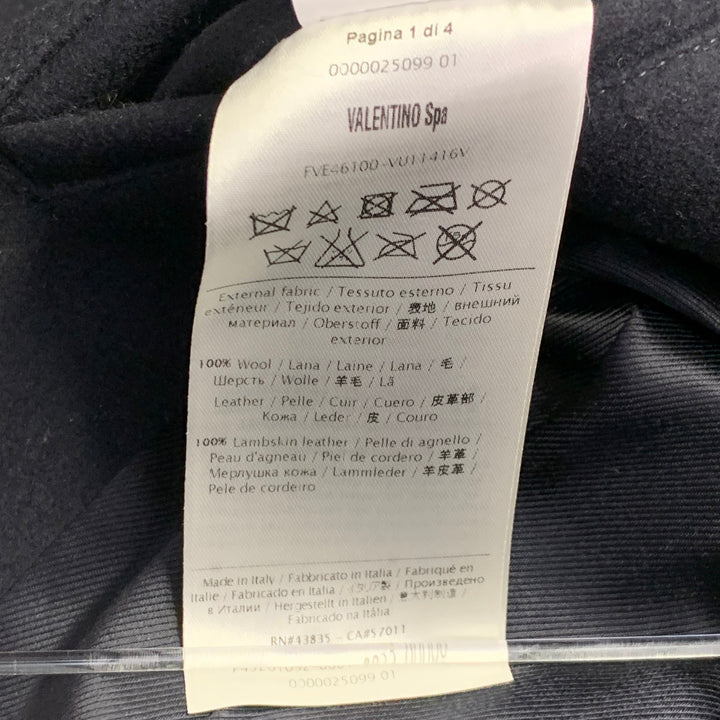 Pagina 1 di 4
0000025099 01
VALENTINO Spa
FVE46100-VU11416V
External fabric / Tessuto esterno / Tissu
exténeur / Tejido exterior / 表地 / внешний
материал / Oberstoff / 面料 / Tecido
exterior
100% Wool / Lana / Laine / Lana / 毛 /
Шерсть / Wolle / 羊毛 / Lã
Leather / Pelle / Cuir / Cuero / 皮革部 /
Кожа / Leder / 皮 / Couro
100% Lambskin leather / Pelle di agnello /
Peau d'agneau / Piel de cordero / 羊革 /
Мерлушка кожа / Lammleder / 羊皮革 /
Pele de cordeiro
Made in Italy / Fabbricato in Italia / Fabriqué en
Italie / Fabricado en Italia / イタリア製 / Произведено
в Италии / Hergestellt in Italien / 意大利制造 /
Fabricado na Itália
RN#43835 - CA#57011
0000025099 01